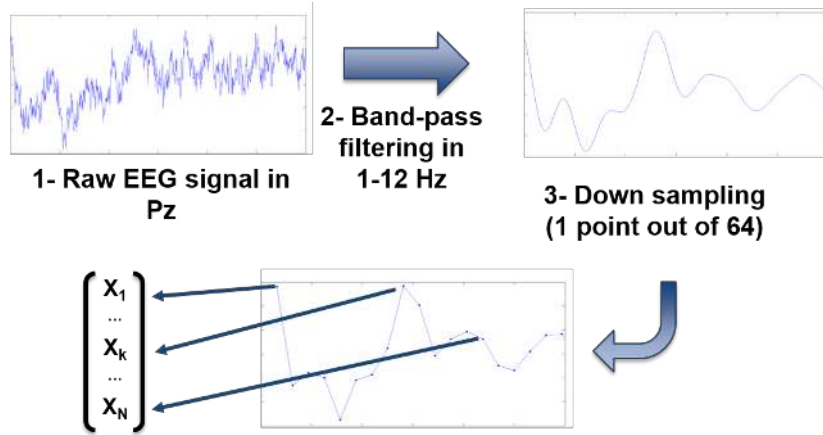 1- Raw EEG signal in
Pz
2- Band-pass
filtering in
1-12 Hz
3- Down sampling
(1 point out of 64)
X1
...
Xk
...
XN